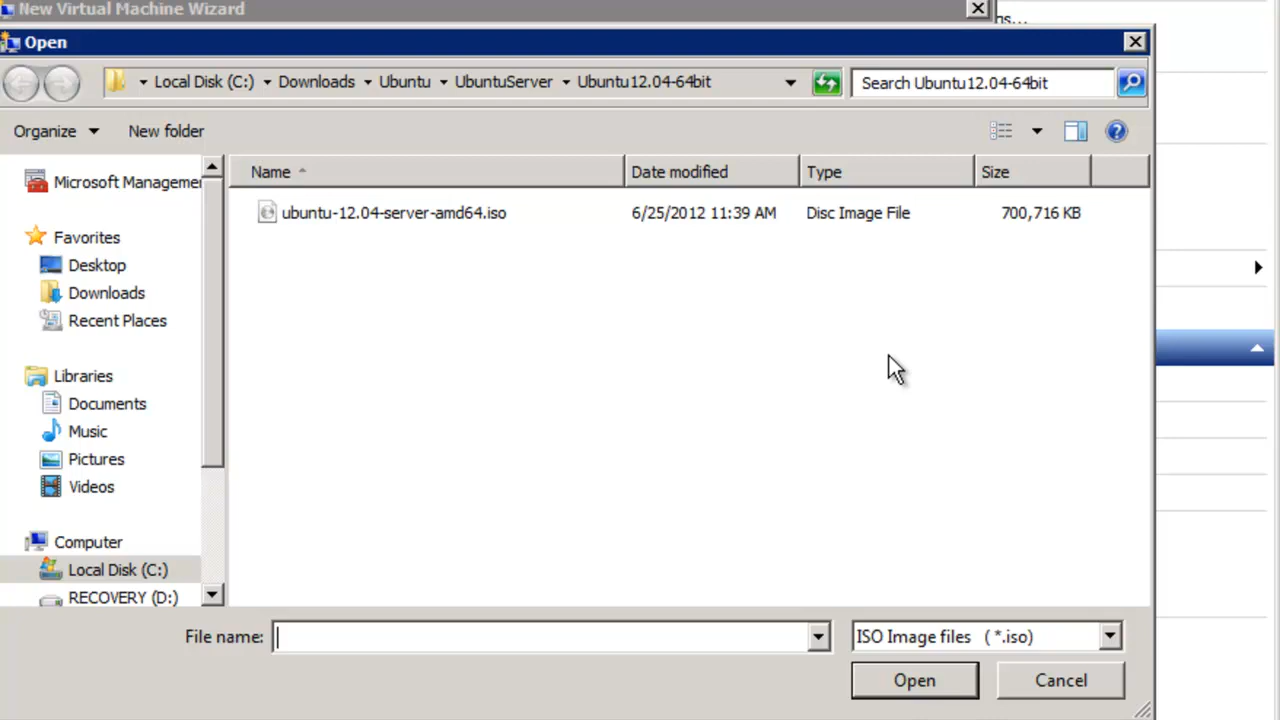 New Virtual Machine Wizard
ns...
Open
Local Disk (C:) Downloads Ubuntu UbuntuServer Ubuntu12.04-64bit
Search Ubuntu12.04-64bit
Organize New folder
Name Date modified Type Size
ubuntu-12.04-server-amd64.iso 6/25/2012 11:39 AM Disc Image File 700,716 KB
Microsoft Managemer
Favorites
Desktop
Downloads
Recent Places
Libraries
Documents
Music
Pictures
Videos
Computer
Local Disk (C:)
RECOVERY (D:)
File name: ISO Image files ( *.iso)
Open Cancel